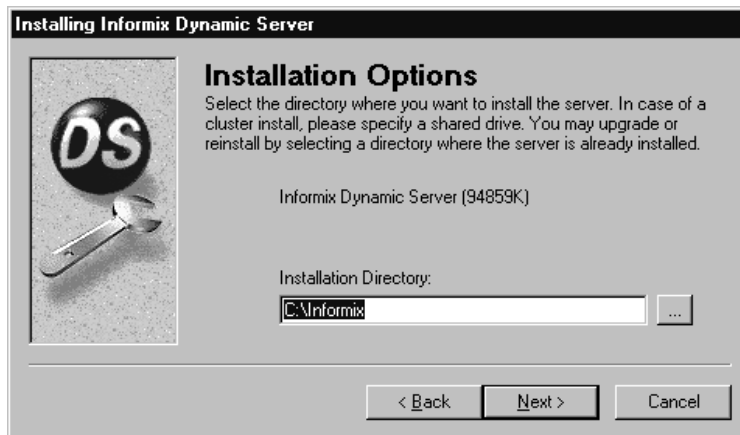 Installing Informix Dynamic Server
DS
Installation Options
Select the directory where you want to install the server. In case of a
cluster install, please specify a shared drive. You may upgrade or
reinstall by selecting a directory where the server is already installed.
Informix Dynamic Server (94859K)
Installation Directory:
C:\Informix
...
< Back
Next >
Cancel